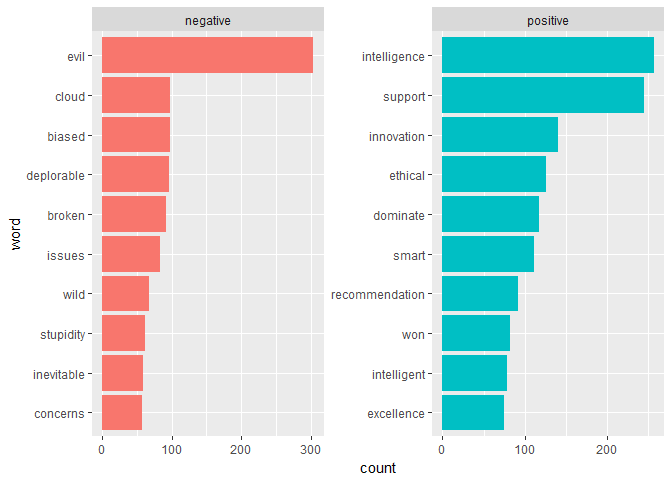 negative
positive
evil
cloud
biased
deplorable
broken
issues
wild
stupidity
inevitable
concerns
intelligence
support
innovation
ethical
dominate
smart
recommendation
won
intelligent
excellence
word
0 100 200 300
0 100 200
count